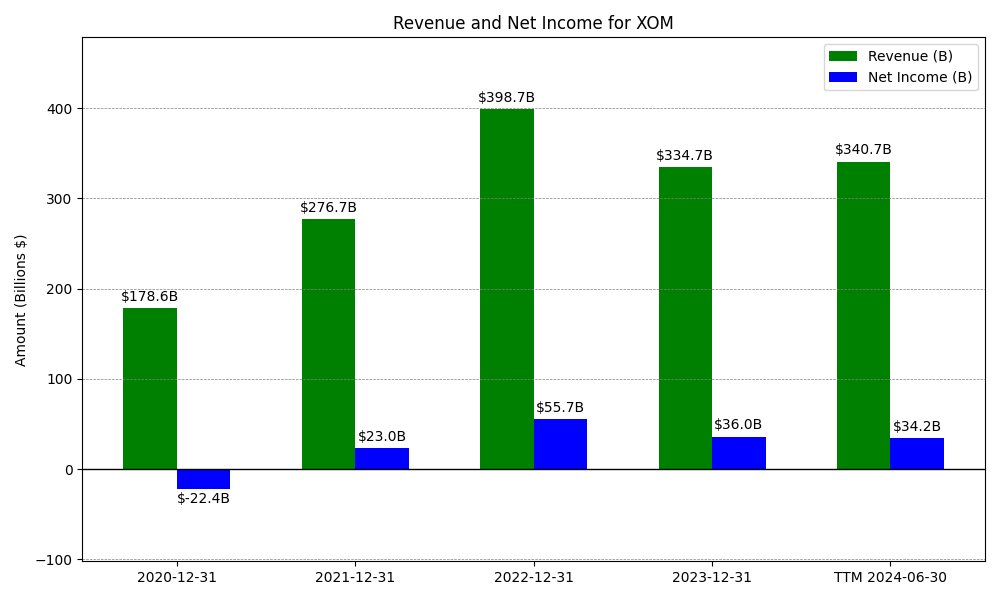 Revenue and Net Income for XOM
Revenue (B)
Net Income (B)
Amount (Billions $)
400
300
200
100
0
−100
$178.6B
$-22.4B
$276.7B
$23.0B
$398.7B
$55.7B
$334.7B
$36.0B
$340.7B
$34.2B
2020-12-31
2021-12-31
2022-12-31
2023-12-31
TTM 2024-06-30